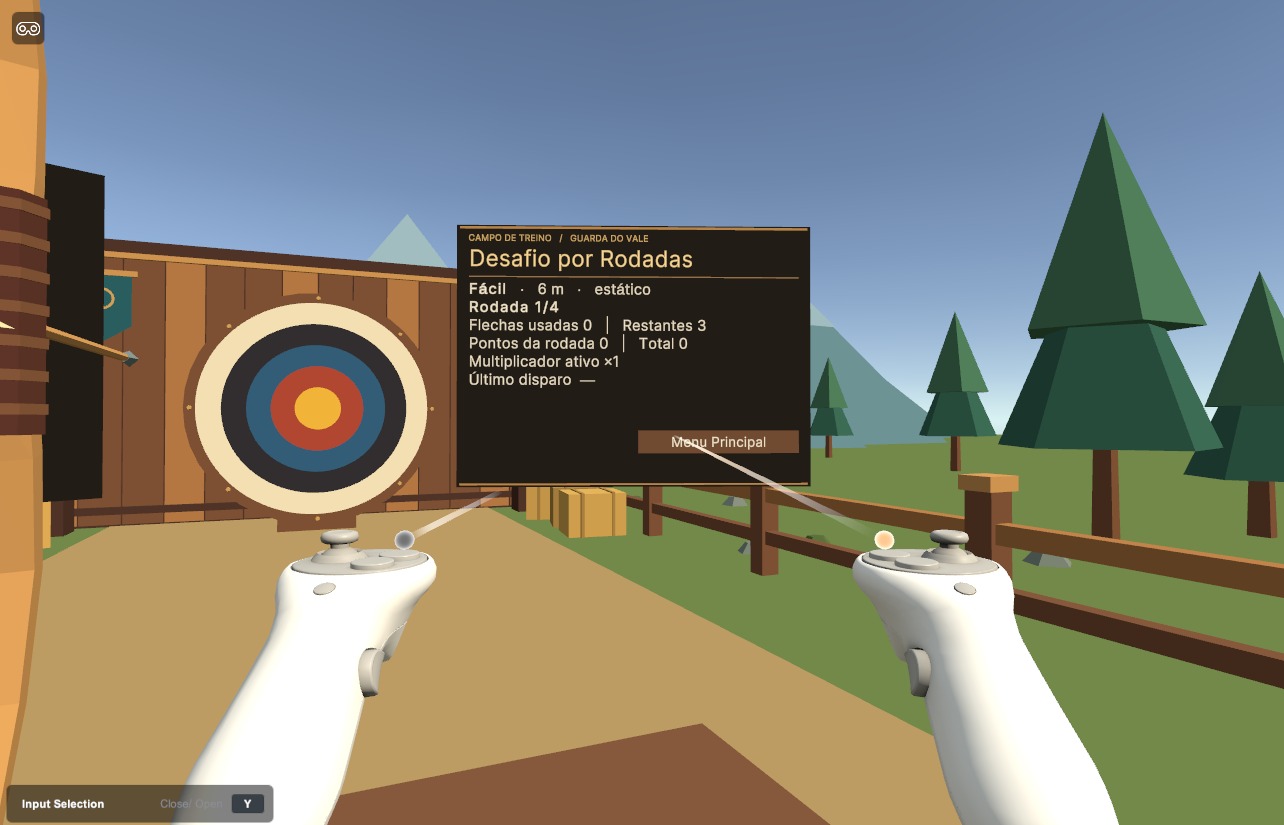 CAMPO DE TREINO / GUARDA DO VALE
Desafio por Rodadas
Fácil · 6 m · estático
Rodada 1/4
Flechas usadas 0 | Restantes 3
Pontos da rodada 0 | Total 0
Multiplicador ativo ×1
Último disparo —
Menu Principal
Input Selection Close/ Open Y